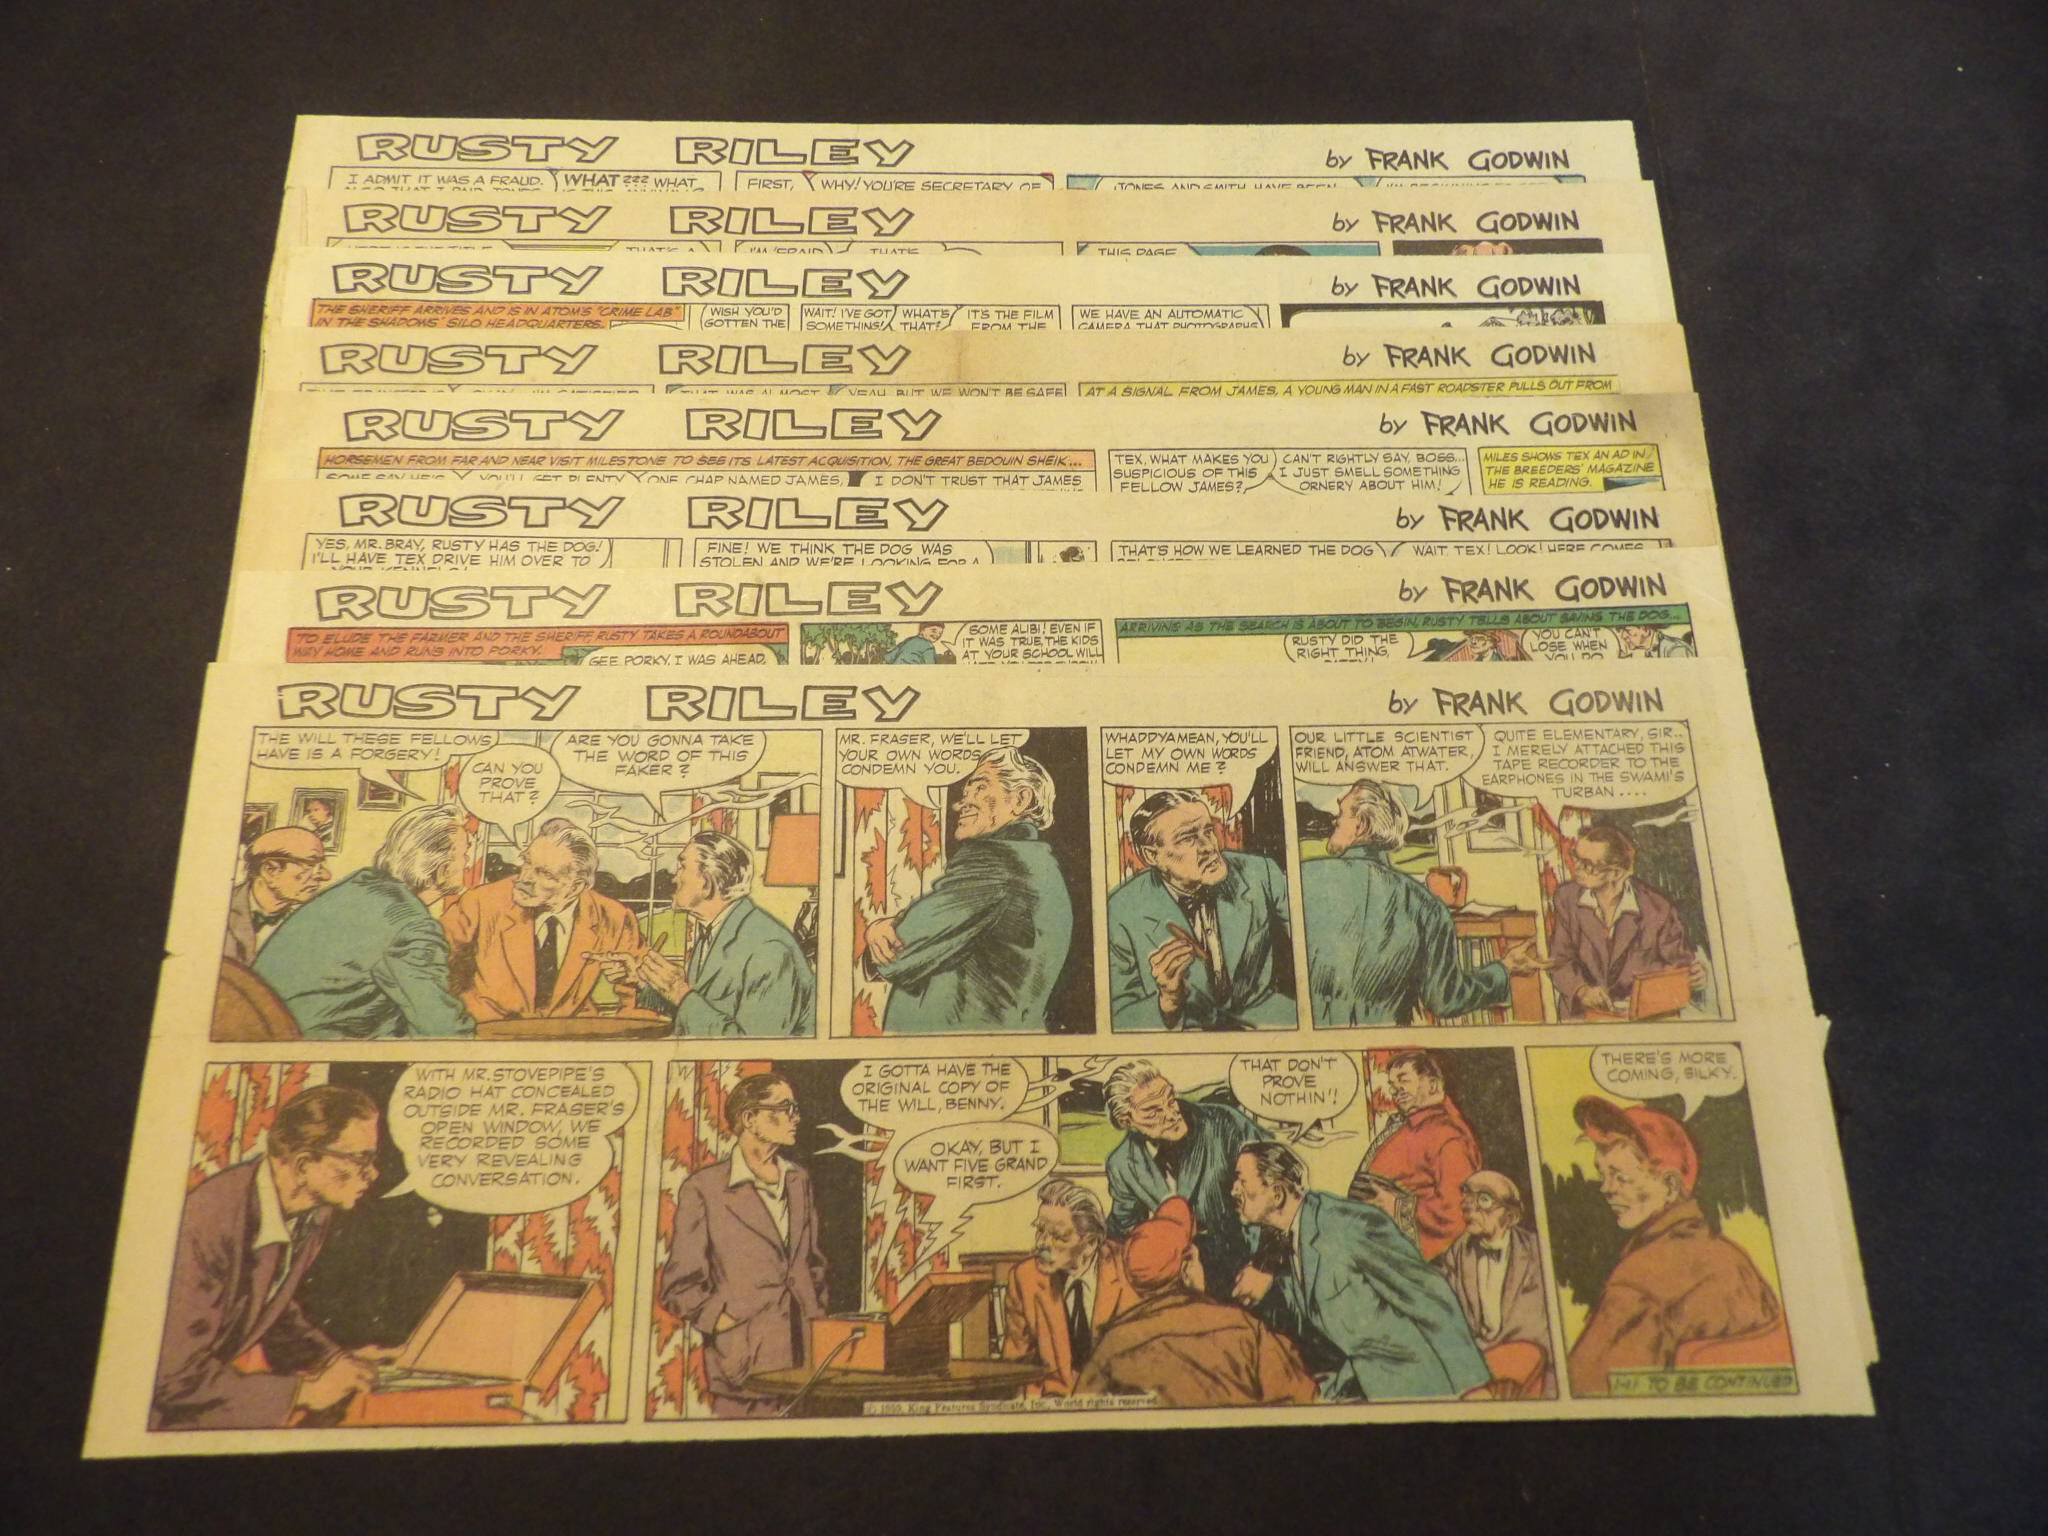 RUSTY RILEY by FRANK GODWIN
I ADMIT IT WAS A FRAUD.
WHAT ??? WHAT
FIRST,
WHY! YOU'RE SECRETARY OF
RUSTY RILEY by FRANK GODWIN
THAT'S A
THAT'S
THIS PAGE
RUSTY RILEY by FRANK GODWIN
THE SHERIFF ARRIVES AND IS IN ATOM'S "CRIME LAB"
IN THE SHADOWS' SILO HEADQUARTERS.
WISH YOU'D
GOTTEN THE
WAIT! I'VE GOT
SOMETHING!
WHAT'S
THAT?
IT'S THE FILM
FROM THE
WE HAVE AN AUTOMATIC
CAMERA THAT PHOTOGRAPHS
RUSTY RILEY by FRANK GODWIN
THAT WAS ALMOST
YEAH, BUT WE WON'T BE SAFE
AT A SIGNAL FROM JAMES, A YOUNG MAN IN A FAST ROADSTER PULLS OUT FROM
RUSTY RILEY by FRANK GODWIN
HORSEMEN FROM FAR AND NEAR VISIT MILESTONE TO SEE ITS LATEST ACQUISITION, THE GREAT BEDOUIN SHEIK...
SOME SAY HE'S
YOU'LL GET PLENTY
ONE CHAP NAMED JAMES,
I DON'T TRUST THAT JAMES
TEX, WHAT MAKES YOU
SUSPICIOUS OF THIS
FELLOW JAMES?
CAN'T RIGHTLY SAY, BOSS...
I JUST SMELL SOMETHING
ORNERY ABOUT HIM!
MILES SHOWS TEX AN AD IN
THE BREEDERS' MAGAZINE
HE IS READING.
RUSTY RILEY by FRANK GODWIN
YES, MR. BRAY, RUSTY HAS THE DOG!
I'LL HAVE TEX DRIVE HIM OVER TO
FINE! WE THINK THE DOG WAS
STOLEN AND WE'RE LOOKING FOR A
THAT'S HOW WE LEARNED THE DOG
WAIT TEX! LOOK! HERE COMES
RUSTY RILEY by FRANK GODWIN
TO ELUDE THE FARMER AND THE SHERIFF RUSTY TAKES A ROUNDABOUT
WAY HOME AND RUNS INTO PORKY.
GEE PORKY, I WAS AHEAD,
SOME ALIBI! EVEN IF
IT WAS TRUE, THE KIDS
AT YOUR SCHOOL WILL
ARRIVING AS THE SEARCH IS ABOUT TO BEGIN, RUSTY TELLS ABOUT SAVING THE DOG...
RUSTY DID THE
RIGHT THING,
YOU CAN'T
LOSE WHEN
YOU DO
RUSTY RILEY by FRANK GODWIN
THE WILL THESE FELLOWS
HAVE IS A FORGERY!
CAN YOU
PROVE
THAT?
ARE YOU GONNA TAKE
THE WORD OF THIS
FAKER?
MR. FRASER, WE'LL LET
YOUR OWN WORDS
CONDEMN YOU.
WHADDYAMEAN, YOU'LL
LET MY OWN WORDS
CONDEMN ME?
OUR LITTLE SCIENTIST
FRIEND, ATOM ATWATER,
WILL ANSWER THAT.
QUITE ELEMENTARY, SIR..
I MERELY ATTACHED THIS
TAPE RECORDER TO THE
EARPHONES IN THE SWAMI'S
TURBAN ....
WITH MR. STOVEPIPE'S
RADIO HAT CONCEALED
OUTSIDE MR. FRASER'S
OPEN WINDOW, WE
RECORDED SOME
VERY REVEALING
CONVERSATION.
I GOTTA HAVE THE
ORIGINAL COPY OF
THE WILL, BENNY.
OKAY, BUT I
WANT FIVE GRAND
FIRST.
THAT DON'T
PROVE
NOTHIN'!
THERE'S MORE
COMING, SILKY.
King Features Syndicate, Inc., World rights reserved.
TO BE CONTINUED